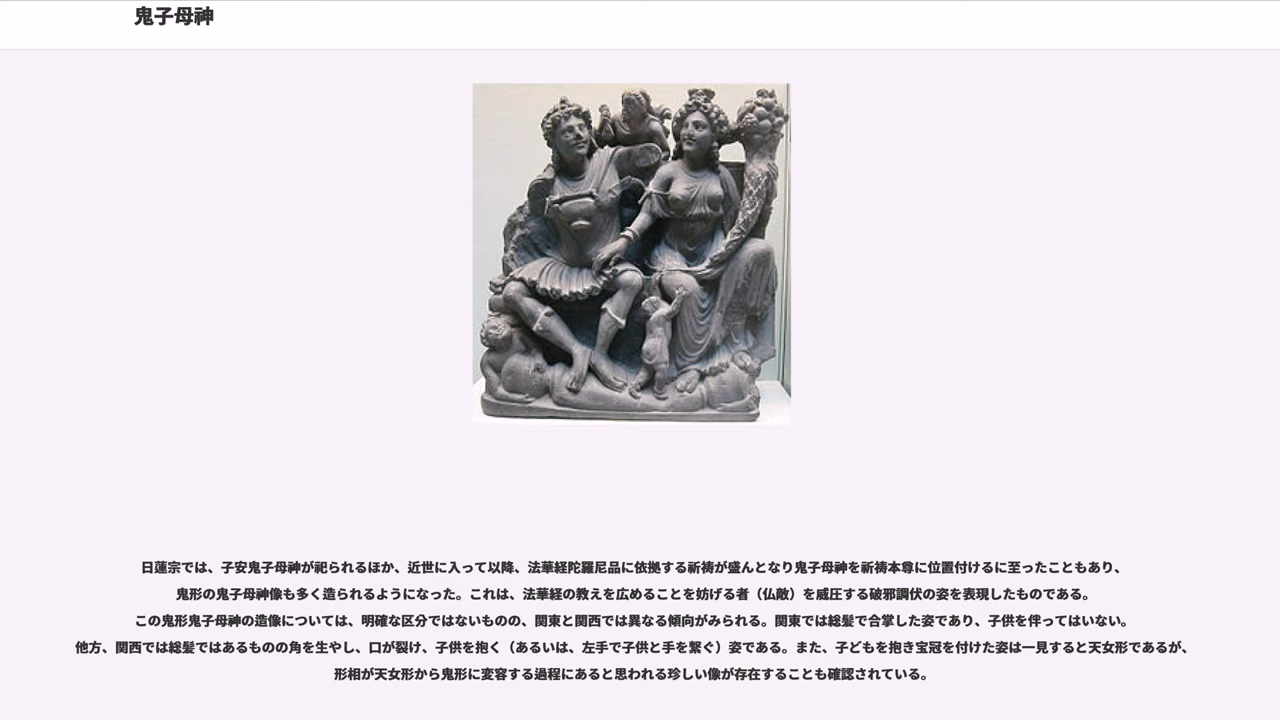 鬼子母神
日蓮宗では、子安鬼子母神が祀られるほか、近世に入って以降、法華経陀羅尼品に依拠する祈祷が盛んとなり鬼子母神を祈祷本尊に位置付けるに至ったこともあり、
鬼形の鬼子母神像も多く造られるようになった。これは、法華経の教えを広めることを妨げる者（仏敵）を威圧する破邪調伏の姿を表現したものである。
この鬼形鬼子母神の造像については、明確な区分ではないものの、関東と関西では異なる傾向がみられる。関東では総髪で合掌した姿であり、子供を伴ってはいない。
他方、関西では総髪ではあるものの角を生やし、口が裂け、子供を抱く（あるいは、左手で子供と手を繋ぐ）姿である。また、子どもを抱き宝冠を付けた姿は一見すると天女形であるが、
形相が天女形から鬼形に変容する過程にあると思われる珍しい像が存在することも確認されている。